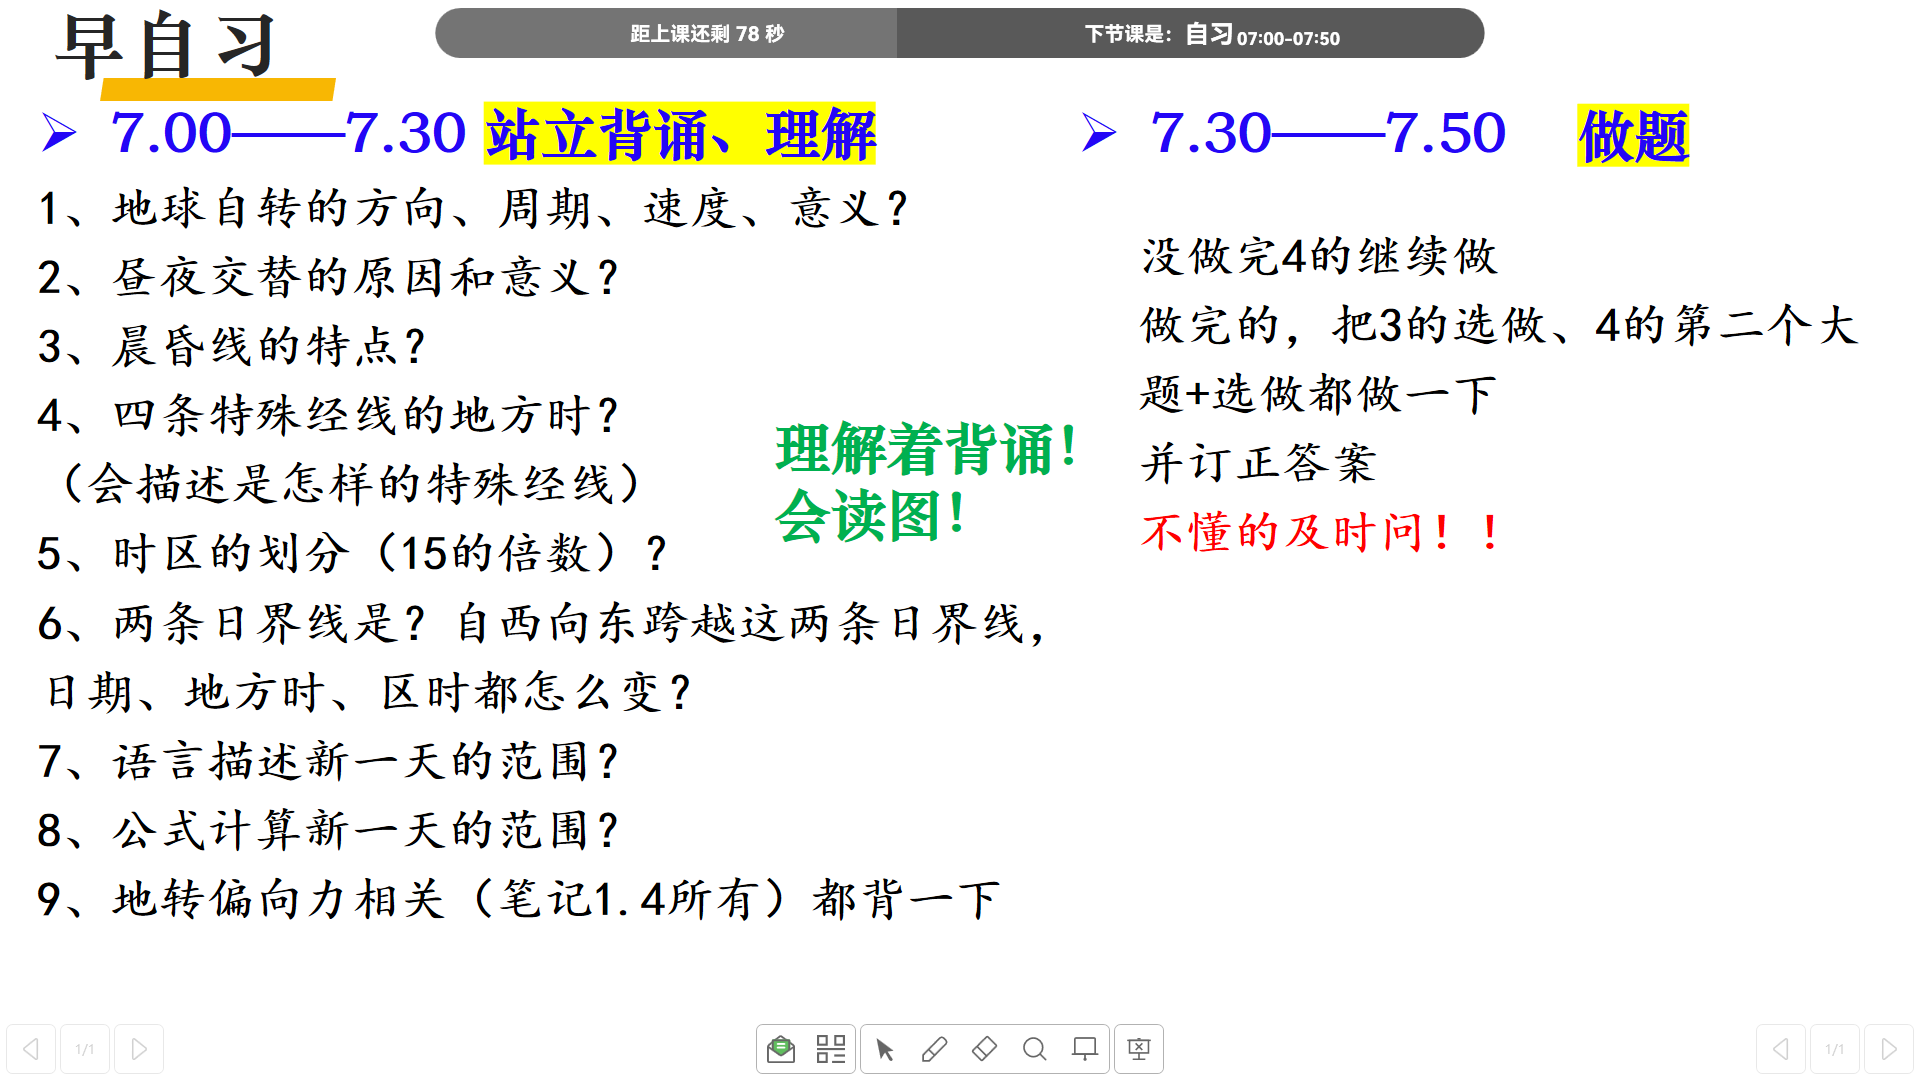 早自习
距上课还剩 78 秒
下节课是：自习 07:00-07:50
7.00——7.30 站立背诵、理解
1、地球自转的方向、周期、速度、意义？
2、昼夜交替的原因和意义？
3、晨昏线的特点？
4、四条特殊经线的地方时？
（会描述是怎样的特殊经线）
5、时区的划分（15的倍数）？
6、两条日界线是？自西向东跨越这两条日界线，
日期、地方时、区时都怎么变？
7、语言描述新一天的范围？
8、公式计算新一天的范围？
9、地转偏向力相关（笔记1.4所有）都背一下
理解着背诵！
会读图！
7.30——7.50 做题
没做完4的继续做
做完的，把3的选做、4的第二个大
题+选做都做一下
并订正答案
不懂的及时问！！
1/1
1/1